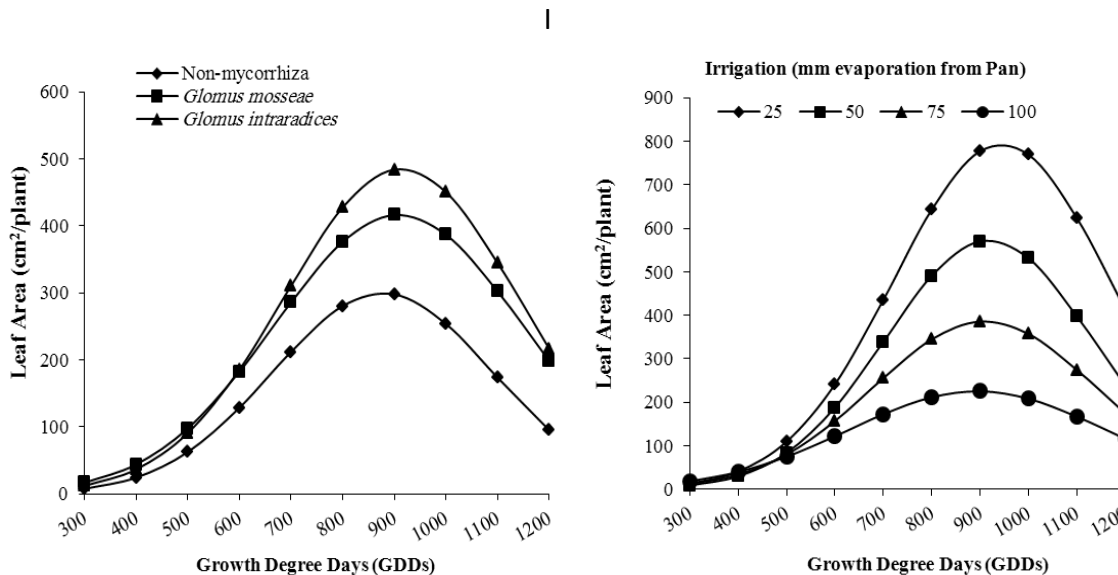 Non-mycorrhiza
Glomus mosseae
Glomus intraradices
600
500
400
300
200
100
0
Leaf Area (cm²/plant)
300 400 500 600 700 800 900 1000 1100 1200
Growth Degree Days (GDDs)
Irrigation (mm evaporation from Pan)
25 50 75 100
900
800
700
600
500
400
300
200
100
0
Leaf Area (cm²/plant)
300 400 500 600 700 800 900 1000 1100 1200
Growth Degree Days (GDDs)